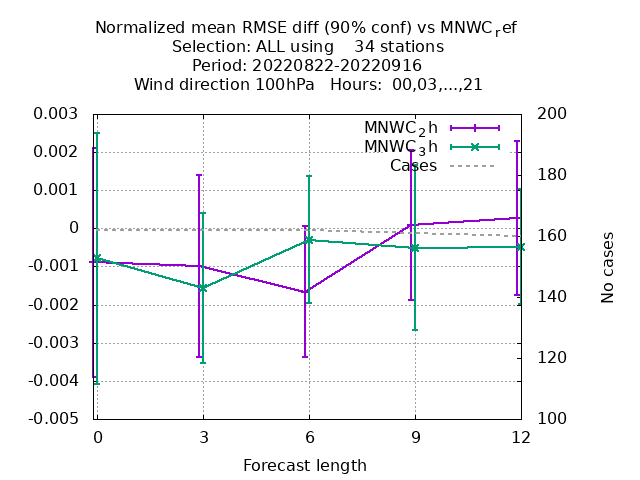 Normalized mean RMSE diff (90% conf) vs MNWC_ref
Selection: ALL using    34 stations
Period: 20220822-20220916
Wind direction 100hPa   Hours:  00,03,...,21
MNWC_2h
MNWC_3h
Cases
0.003
0.002
0.001
0
-0.001
-0.002
-0.003
-0.004
-0.005
200
180
160
140
120
100
No cases
0 3 6 9 12
Forecast length